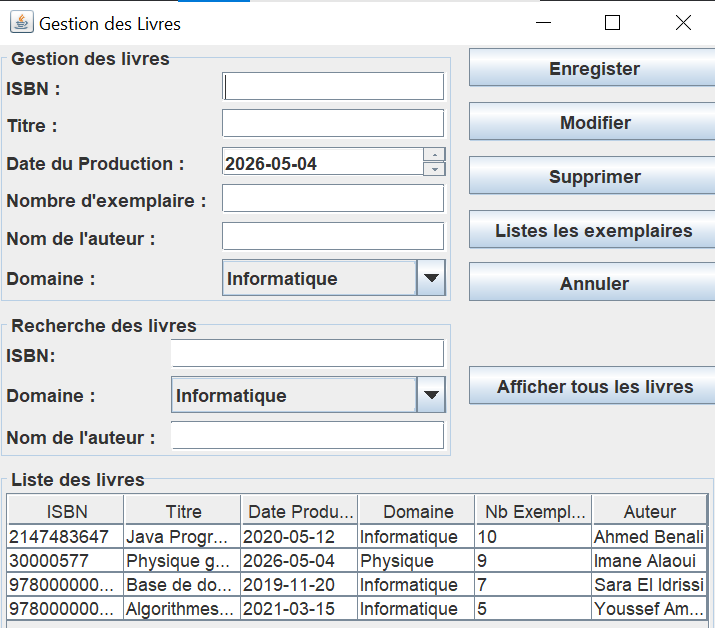 Gestion des Livres
Gestion des livres
ISBN :
Titre :
Date du Production : 2026-05-04
Nombre d'exemplaire :
Nom de l'auteur :
Domaine : Informatique
Enregister
Modifier
Supprimer
Listes les exemplaires
Annuler
Recherche des livres
ISBN:
Domaine : Informatique
Nom de l'auteur :
Afficher tous les livres
Liste des livres
ISBN Titre Date Produ... Domaine Nb Exempl... Auteur
2147483647 Java Progr... 2020-05-12 Informatique 10 Ahmed Benali
30000577 Physique g... 2026-05-04 Physique 9 Imane Alaoui
978000000... Base de do... 2019-11-20 Informatique 7 Sara El Idrissi
978000000... Algorithmes... 2021-03-15 Informatique 5 Youssef Am...